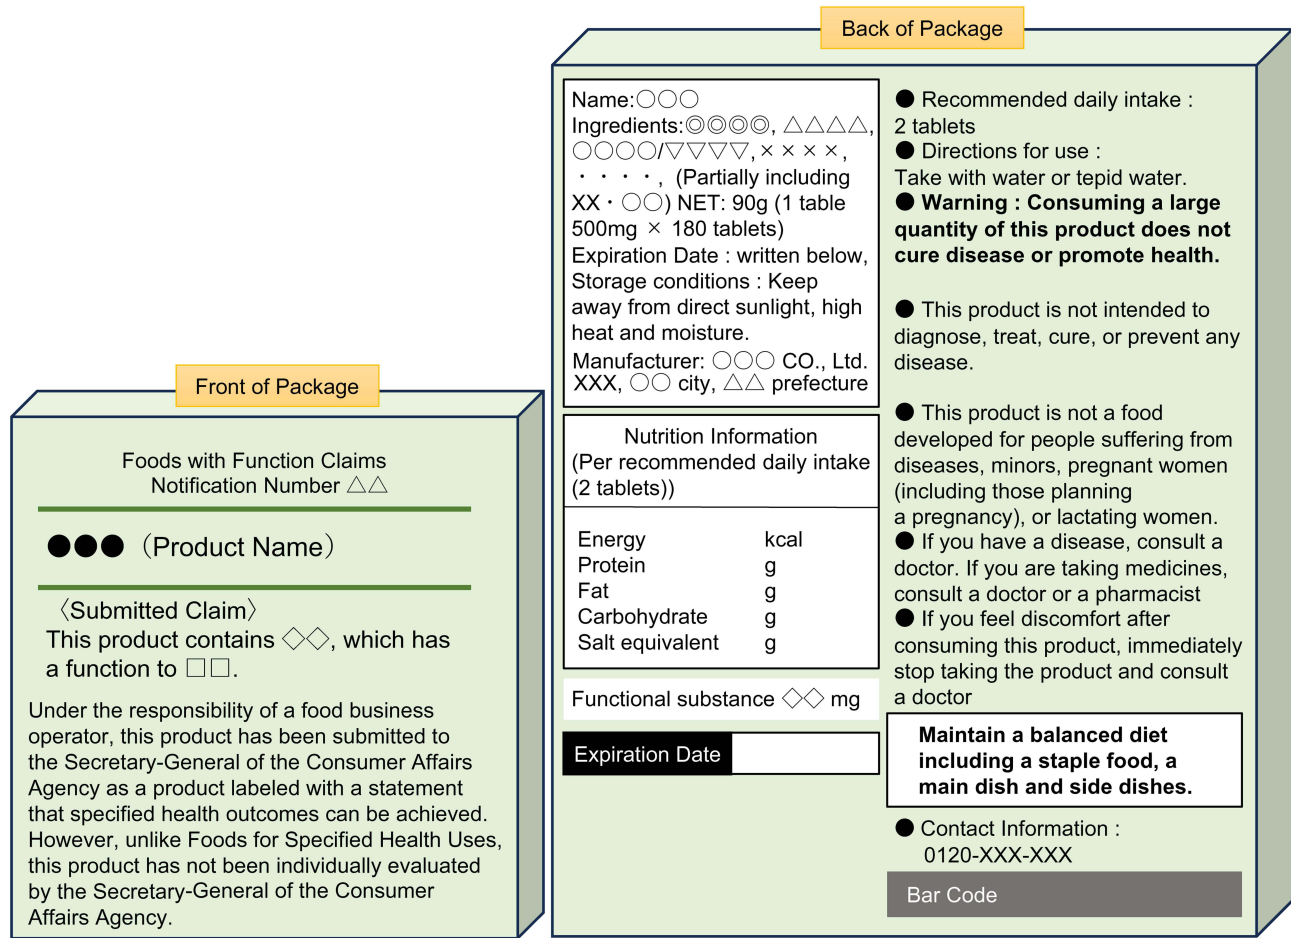 Front of Package
Foods with Function Claims
Notification Number △△
●●● （Product Name）
〈Submitted Claim〉
This product contains ◇◇, which has
a function to □□.
Under the responsibility of a food business
operator, this product has been submitted to
the Secretary-General of the Consumer Affairs
Agency as a product labeled with a statement
that specified health outcomes can be achieved.
However, unlike Foods for Specified Health Uses,
this product has not been individually evaluated
by the Secretary-General of the Consumer
Affairs Agency.
Back of Package
Name:○○○
Ingredients:◎◎◎◎, △△△△,
○○○○/▽▽▽▽, × × × ×,
・・・・, (Partially including
XX・○○) NET: 90g (1 table
500mg × 180 tablets)
Expiration Date : written below,
Storage conditions : Keep
away from direct sunlight, high
heat and moisture.
Manufacturer: ○○○ CO., Ltd.
XXX, ○○ city, △△ prefecture
Nutrition Information
(Per recommended daily intake
(2 tablets))
Energy kcal
Protein g
Fat g
Carbohydrate g
Salt equivalent g
Functional substance ◇◇ mg
Expiration Date
● Recommended daily intake :
2 tablets
● Directions for use :
Take with water or tepid water.
● Warning : Consuming a large
quantity of this product does not
cure disease or promote health.
● This product is not intended to
diagnose, treat, cure, or prevent any
disease.
● This product is not a food
developed for people suffering from
diseases, minors, pregnant women
(including those planning
a pregnancy), or lactating women.
● If you have a disease, consult a
doctor. If you are taking medicines,
consult a doctor or a pharmacist
● If you feel discomfort after
consuming this product, immediately
stop taking the product and consult
a doctor
Maintain a balanced diet
including a staple food, a
main dish and side dishes.
● Contact Information :
0120-XXX-XXX
Bar Code